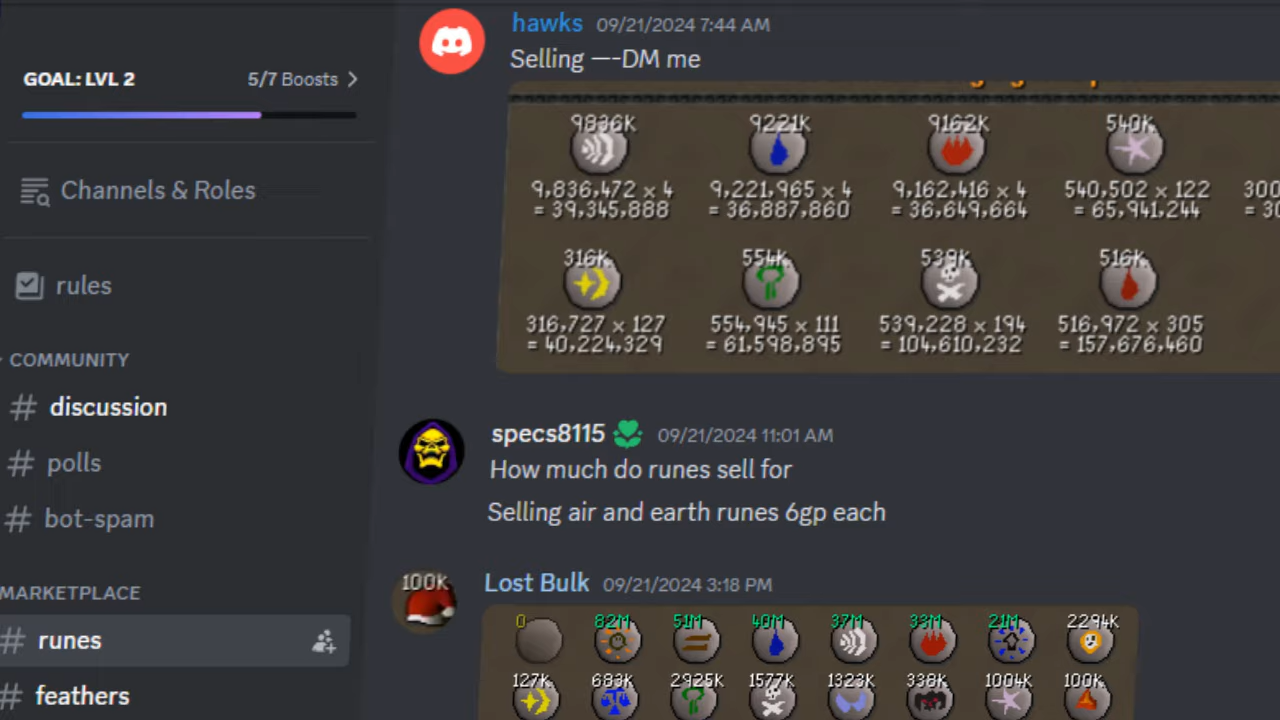 GOAL: LVL 2 5/7 Boosts
Channels & Roles
rules
COMMUNITY
# discussion
# polls
# bot-spam
MARKETPLACE
# runes
# feathers
hawks 09/21/2024 7:44 AM
Selling —-DM me
9836K 9221K 9162K 540K
9,836,472 x 4 9,221,965 x 4 9,162,416 x 4 540,502 x 122 300
= 39,345,888 = 36,887,860 = 36,649,664 = 65,941,244 = 30
316K 554K 539K 516K
316,727 x 127 554,945 x 111 539,228 x 194 516,972 x 305
= 40,224,329 = 61,598,895 = 104,610,232 = 157,676,460
specs8115 09/21/2024 11:01 AM
How much do runes sell for
Selling air and earth runes 6gp each
100K Lost Bulk 09/21/2024 3:18 PM
0 82M 51M 40M 37M 33M 21M 2294K
127K 683K 2925K 1577K 1323K 338K 1004K 100K